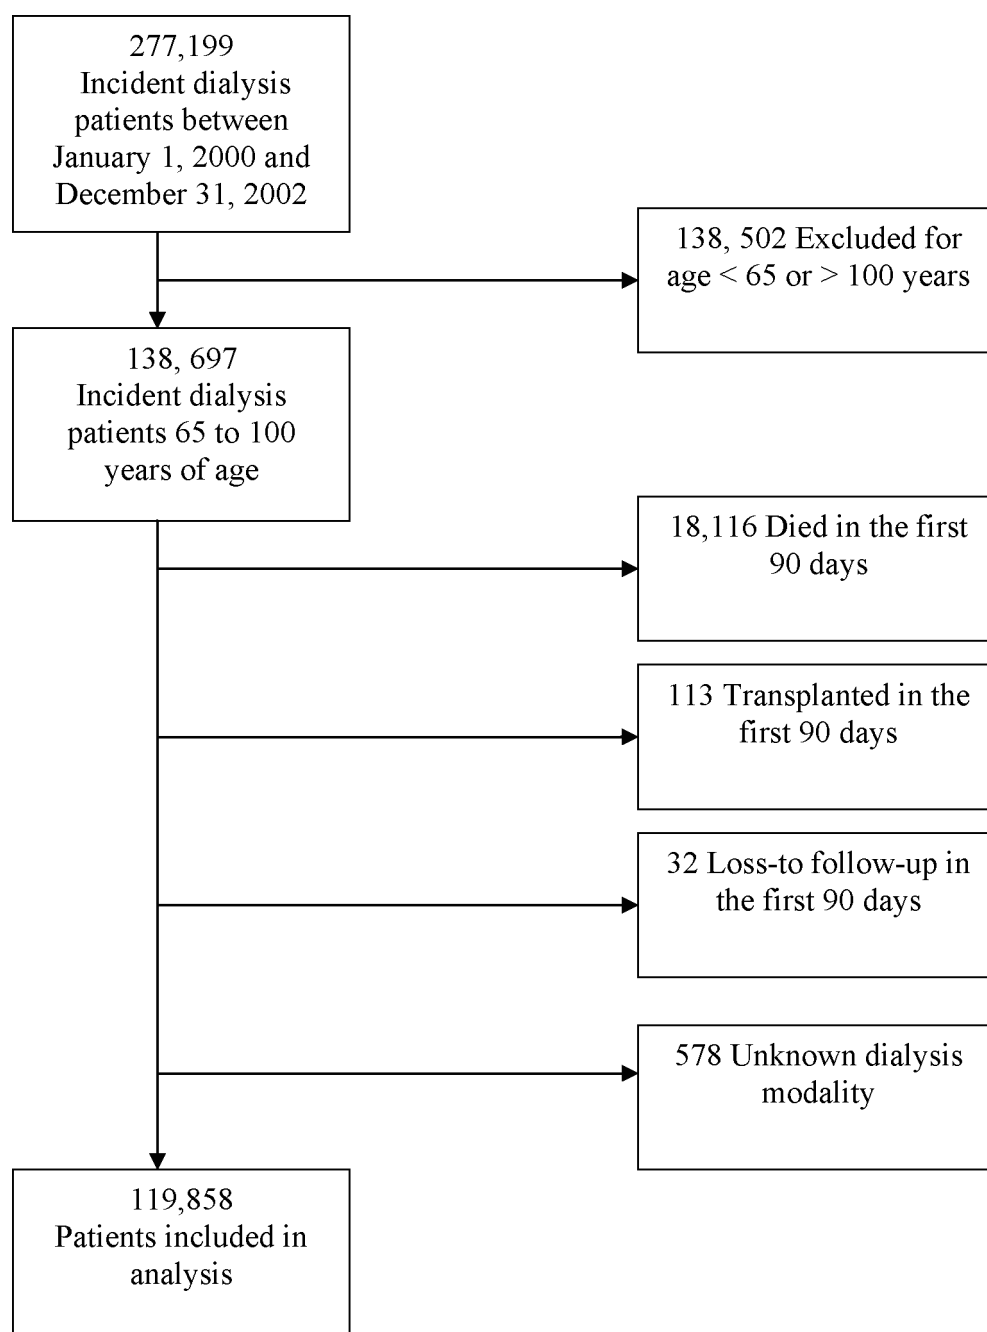 277,199
Incident dialysis
patients between
January 1, 2000 and
December 31, 2002
138, 502 Excluded for
age < 65 or > 100 years
138, 697
Incident dialysis
patients 65 to 100
years of age
18,116 Died in the first
90 days
113 Transplanted in the
first 90 days
32 Loss-to follow-up in
the first 90 days
578 Unknown dialysis
modality
119,858
Patients included in
analysis